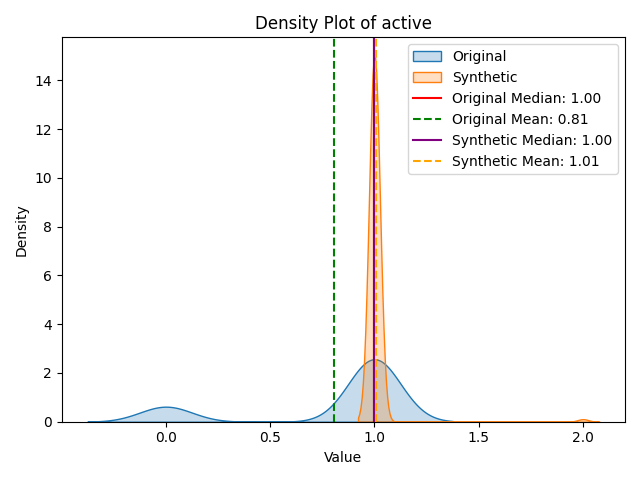 Density Plot of active
Original
Synthetic
Original Median: 1.00
Original Mean: 0.81
Synthetic Median: 1.00
Synthetic Mean: 1.01
Density
14
12
10
8
6
4
2
0
0.0 0.5 1.0 1.5 2.0
Value